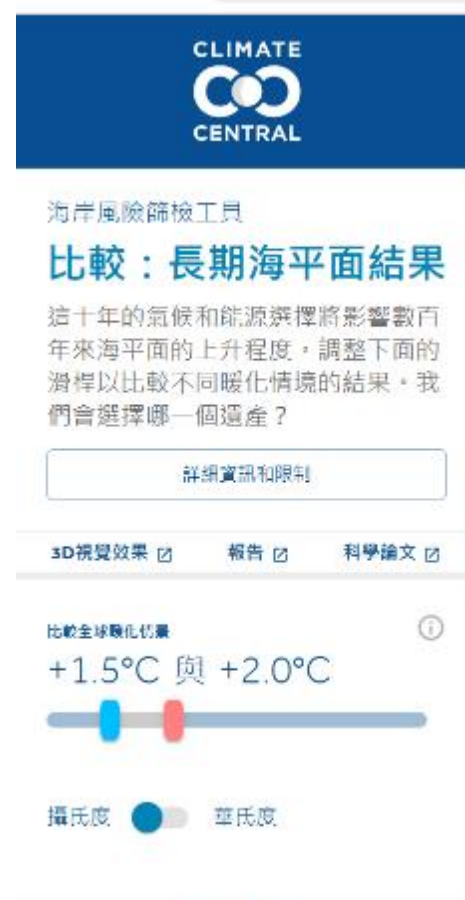 CLIMATE
CENTRAL
海岸風險篩檢工具
比較：長期海平面結果
這十年的氣候和能源選擇將影響數百
年來海平面的上升程度，調整下面的
滑桿以比較不同暖化情境的結果。我
們會選擇哪一個遺產？
詳細資訊和限制
3D視覺效果 報告 科學論文
比較全球暖化情景
+1.5°C 與 +2.0°C
攝氏度 華氏度